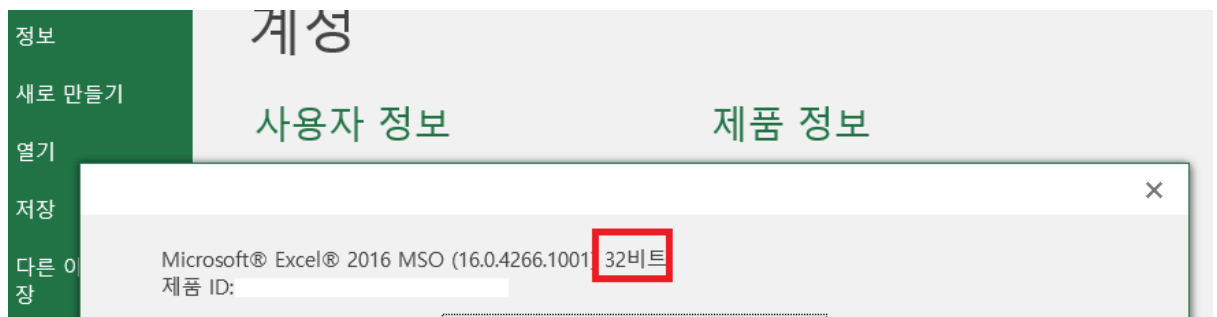 정보
계성
새로 만들기
사용자 정보
제품 정보
열기
저장
Microsoft® Excel® 2016 MSO (16.0.4266.1001) 32비트
제품 ID:
다른 이
장